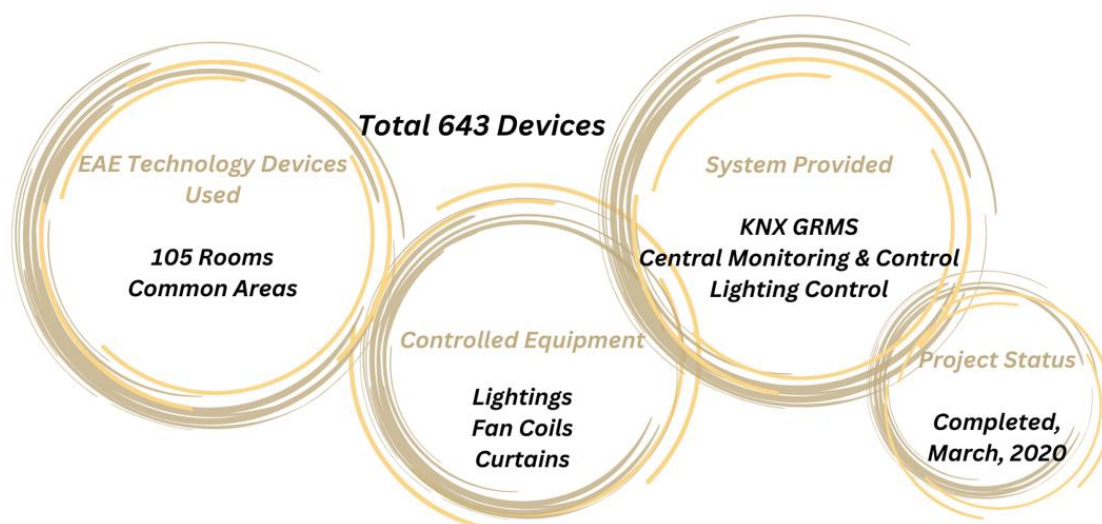 Total 643 Devices
EAE Technology Devices
Used
105 Rooms
Common Areas
Controlled Equipment
Lightings
Fan Coils
Curtains
System Provided
KNX GRMS
Central Monitoring & Control
Lighting Control
Project Status
Completed,
March, 2020